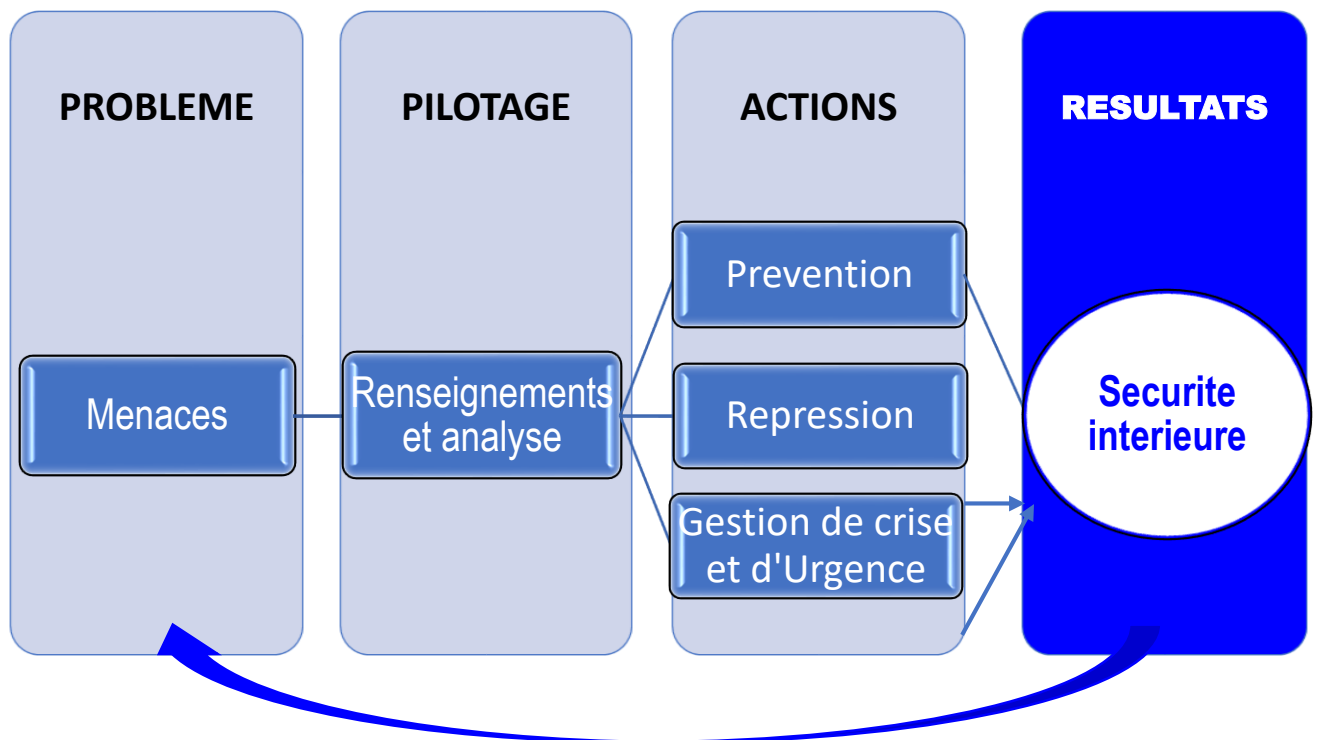 PROBLEME
PILOTAGE
ACTIONS
RESULTATS
Menaces
Renseignements
et analyse
Prevention
Repression
Gestion de crise
et d'Urgence
Securite
interieure